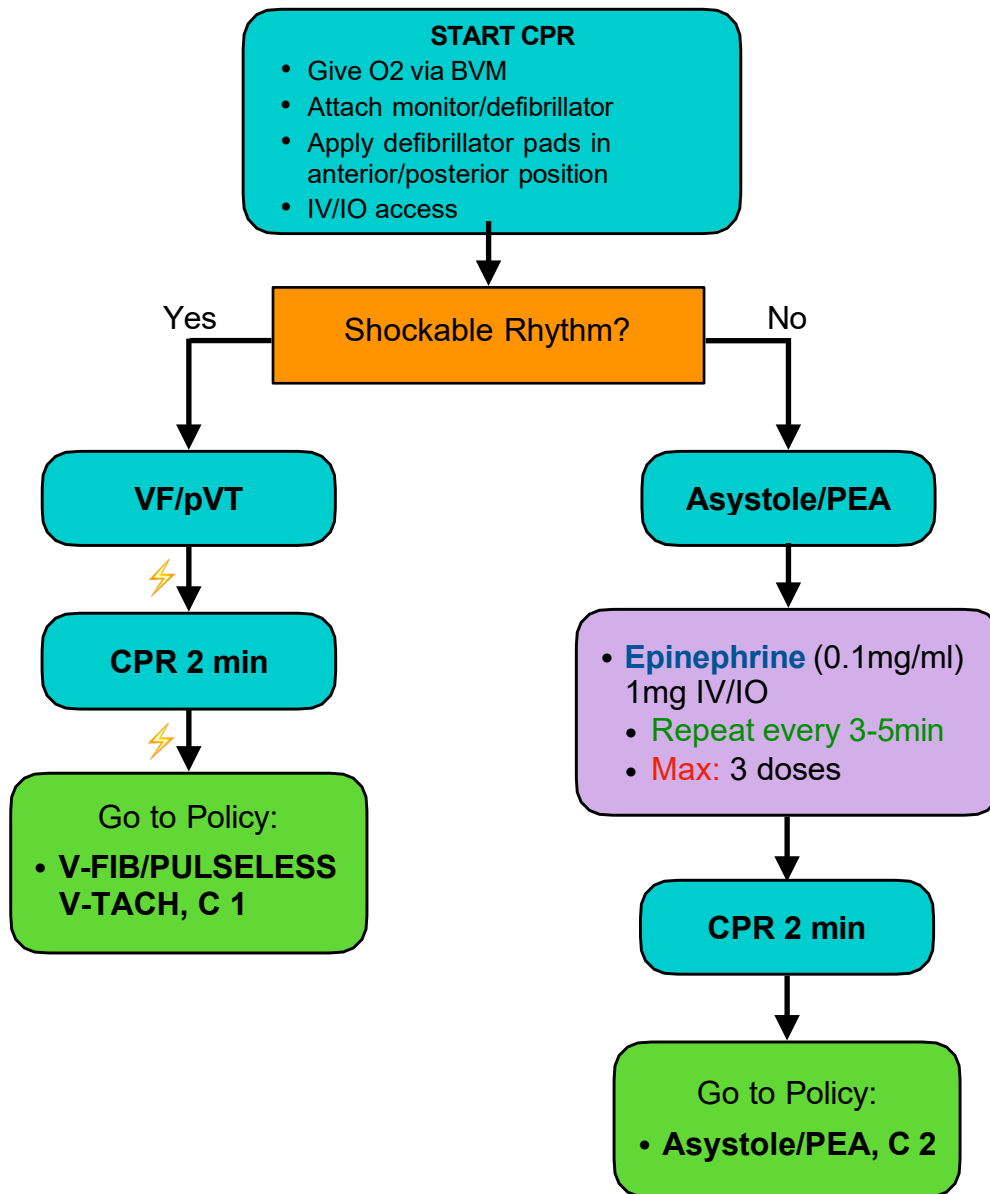 START CPR
• Give O2 via BVM
• Attach monitor/defibrillator
• Apply defibrillator pads in
anterior/posterior position
• IV/IO access
Shockable Rhythm?
Yes
No
VF/pVT
CPR 2 min
Go to Policy:
• V-FIB/PULSELESS
V-TACH, C 1
Asystole/PEA
• Epinephrine (0.1mg/ml)
1mg IV/IO
• Repeat every 3-5min
• Max: 3 doses
CPR 2 min
Go to Policy:
• Asystole/PEA, C 2